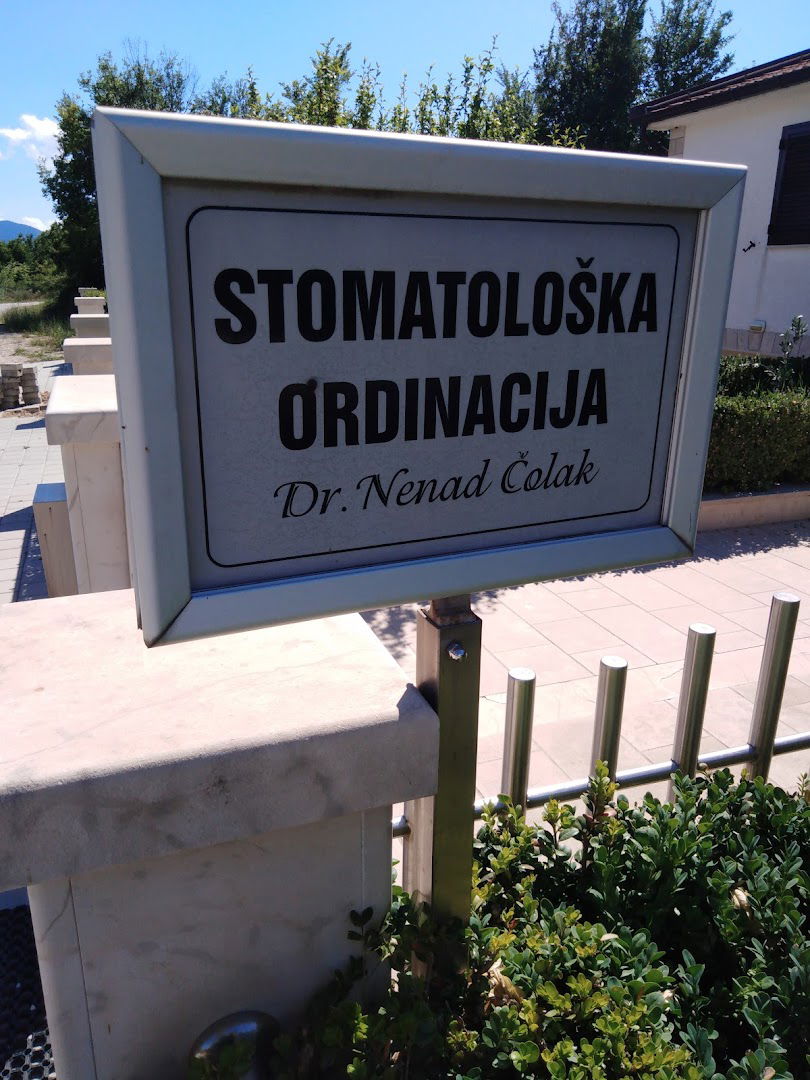 STOMATOLOŠKA
ORDINACIJA
Dr. Nenad Čolak